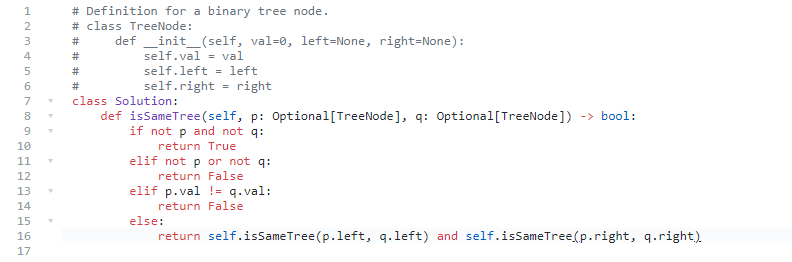 1 # Definition for a binary tree node.
2 # class TreeNode:
3 #     def __init__(self, val=0, left=None, right=None):
4 #         self.val = val
5 #         self.left = left
6 #         self.right = right
7 class Solution:
8     def isSameTree(self, p: Optional[TreeNode], q: Optional[TreeNode]) -> bool:
9         if not p and not q:
10             return True
11         elif not p or not q:
12             return False
13         elif p.val != q.val:
14             return False
15         else:
16             return self.isSameTree(p.left, q.left) and self.isSameTree(p.right, q.right)
17